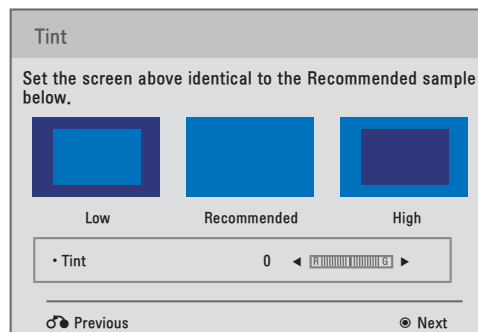 Tint
Set the screen above identical to the Recommended sample
below.
Low Recommended High
• Tint 0 ◀ R G ▶
Previous ◉ Next